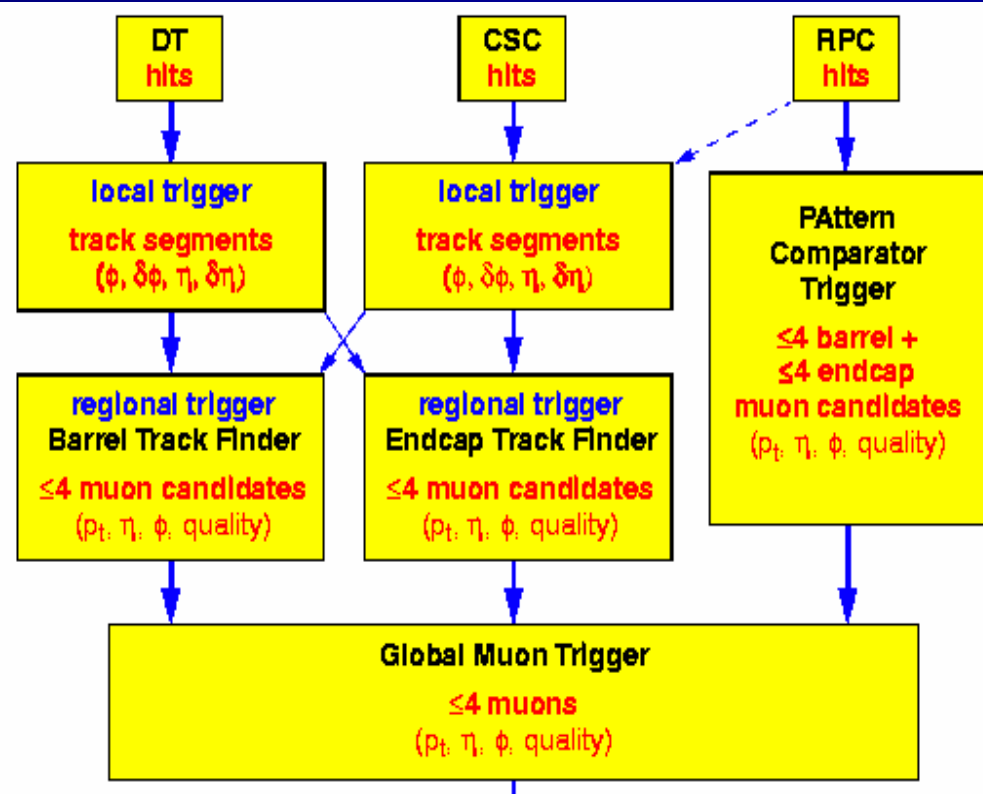 DT
hits
CSC
hits
RPC
hits
local trigger
track segments
(ϕ, δϕ, η, δη)
local trigger
track segments
(ϕ, δϕ, η, δη)
PAttern
Comparator
Trigger
≤4 barrel +
≤4 endcap
muon candidates
(pt, η, ϕ, quality)
regional trigger
Barrel Track Finder
≤4 muon candidates
(pt, η, ϕ, quality)
regional trigger
Endcap Track Finder
≤4 muon candidates
(pt, η, ϕ, quality)
Global Muon Trigger
≤4 muons
(pt, η, ϕ, quality)